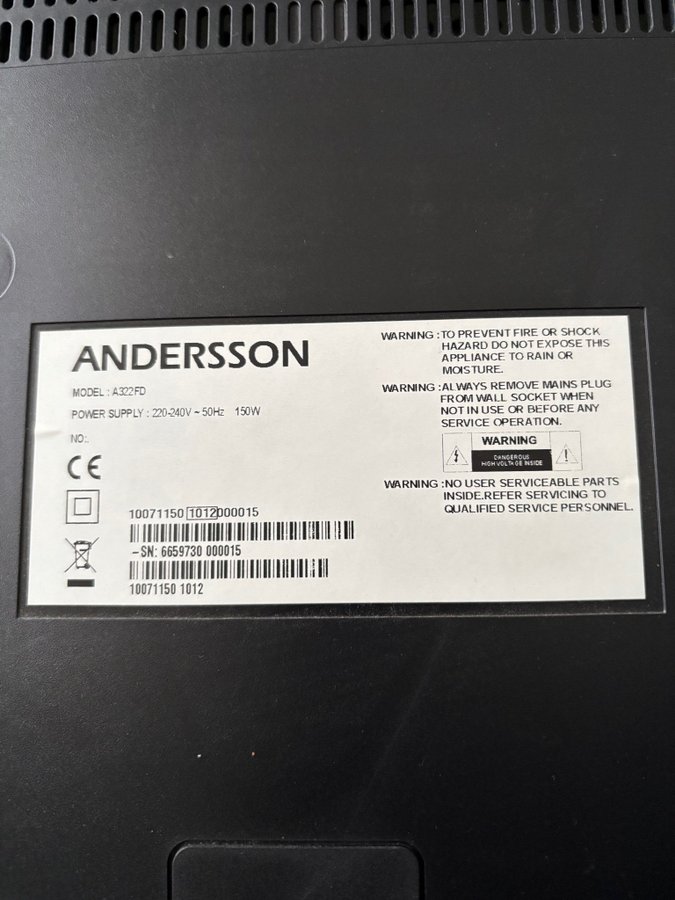 ANDERSSON
MODEL : A322FD
POWER SUPPLY : 220-240V ~ 50Hz 150W
NO:.
CE
10071150 1012000015
-SN: 6659730 000015
10071150 1012
WARNING :TO PREVENT FIRE OR SHOCK
HAZARD DO NOT EXPOSE THIS
APPLIANCE TO RAIN OR
MOISTURE.
WARNING :ALWAYS REMOVE MAINS PLUG
FROM WALL SOCKET WHEN
NOT IN USE OR BEFORE ANY
SERVICE OPERATION.
WARNING
DANGEROUS
HIGH VOLTAGE INSIDE
WARNING :NO USER SERVICEABLE PARTS
INSIDE.REFER SERVICING TO
QUALIFIED SERVICE PERSONNEL.